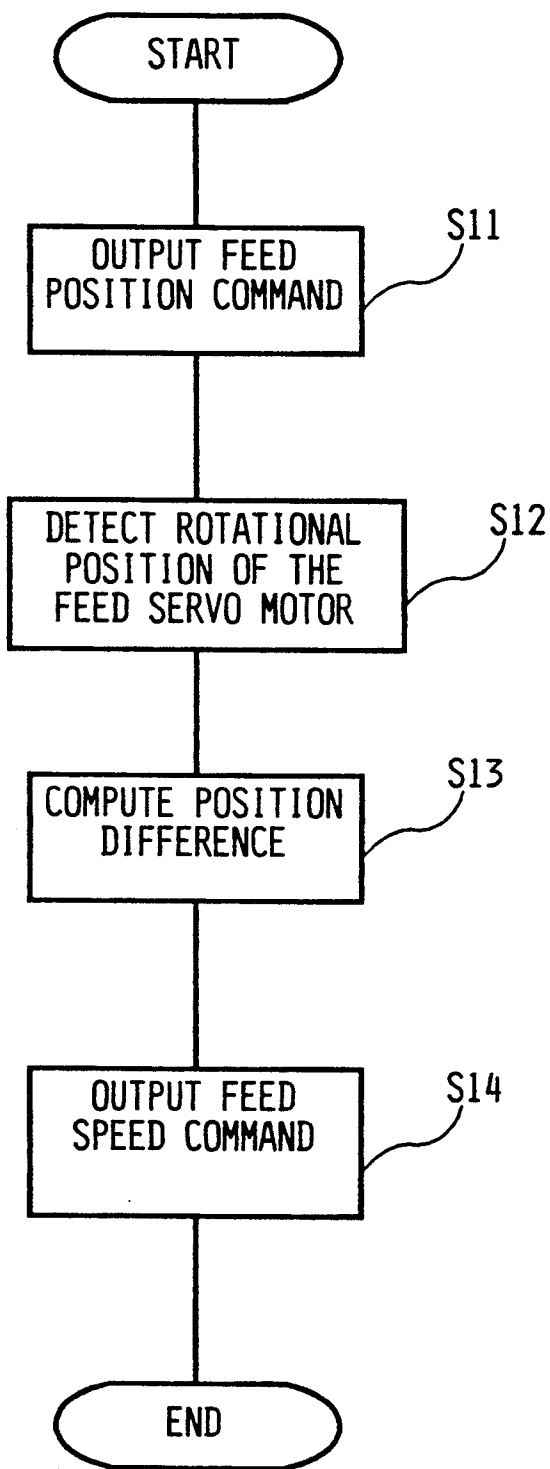 START
S11
OUTPUT FEED
POSITION COMMAND
S12
DETECT ROTATIONAL
POSITION OF THE
FEED SERVO MOTOR
S13
COMPUTE POSITION
DIFFERENCE
S14
OUTPUT FEED
SPEED COMMAND
END